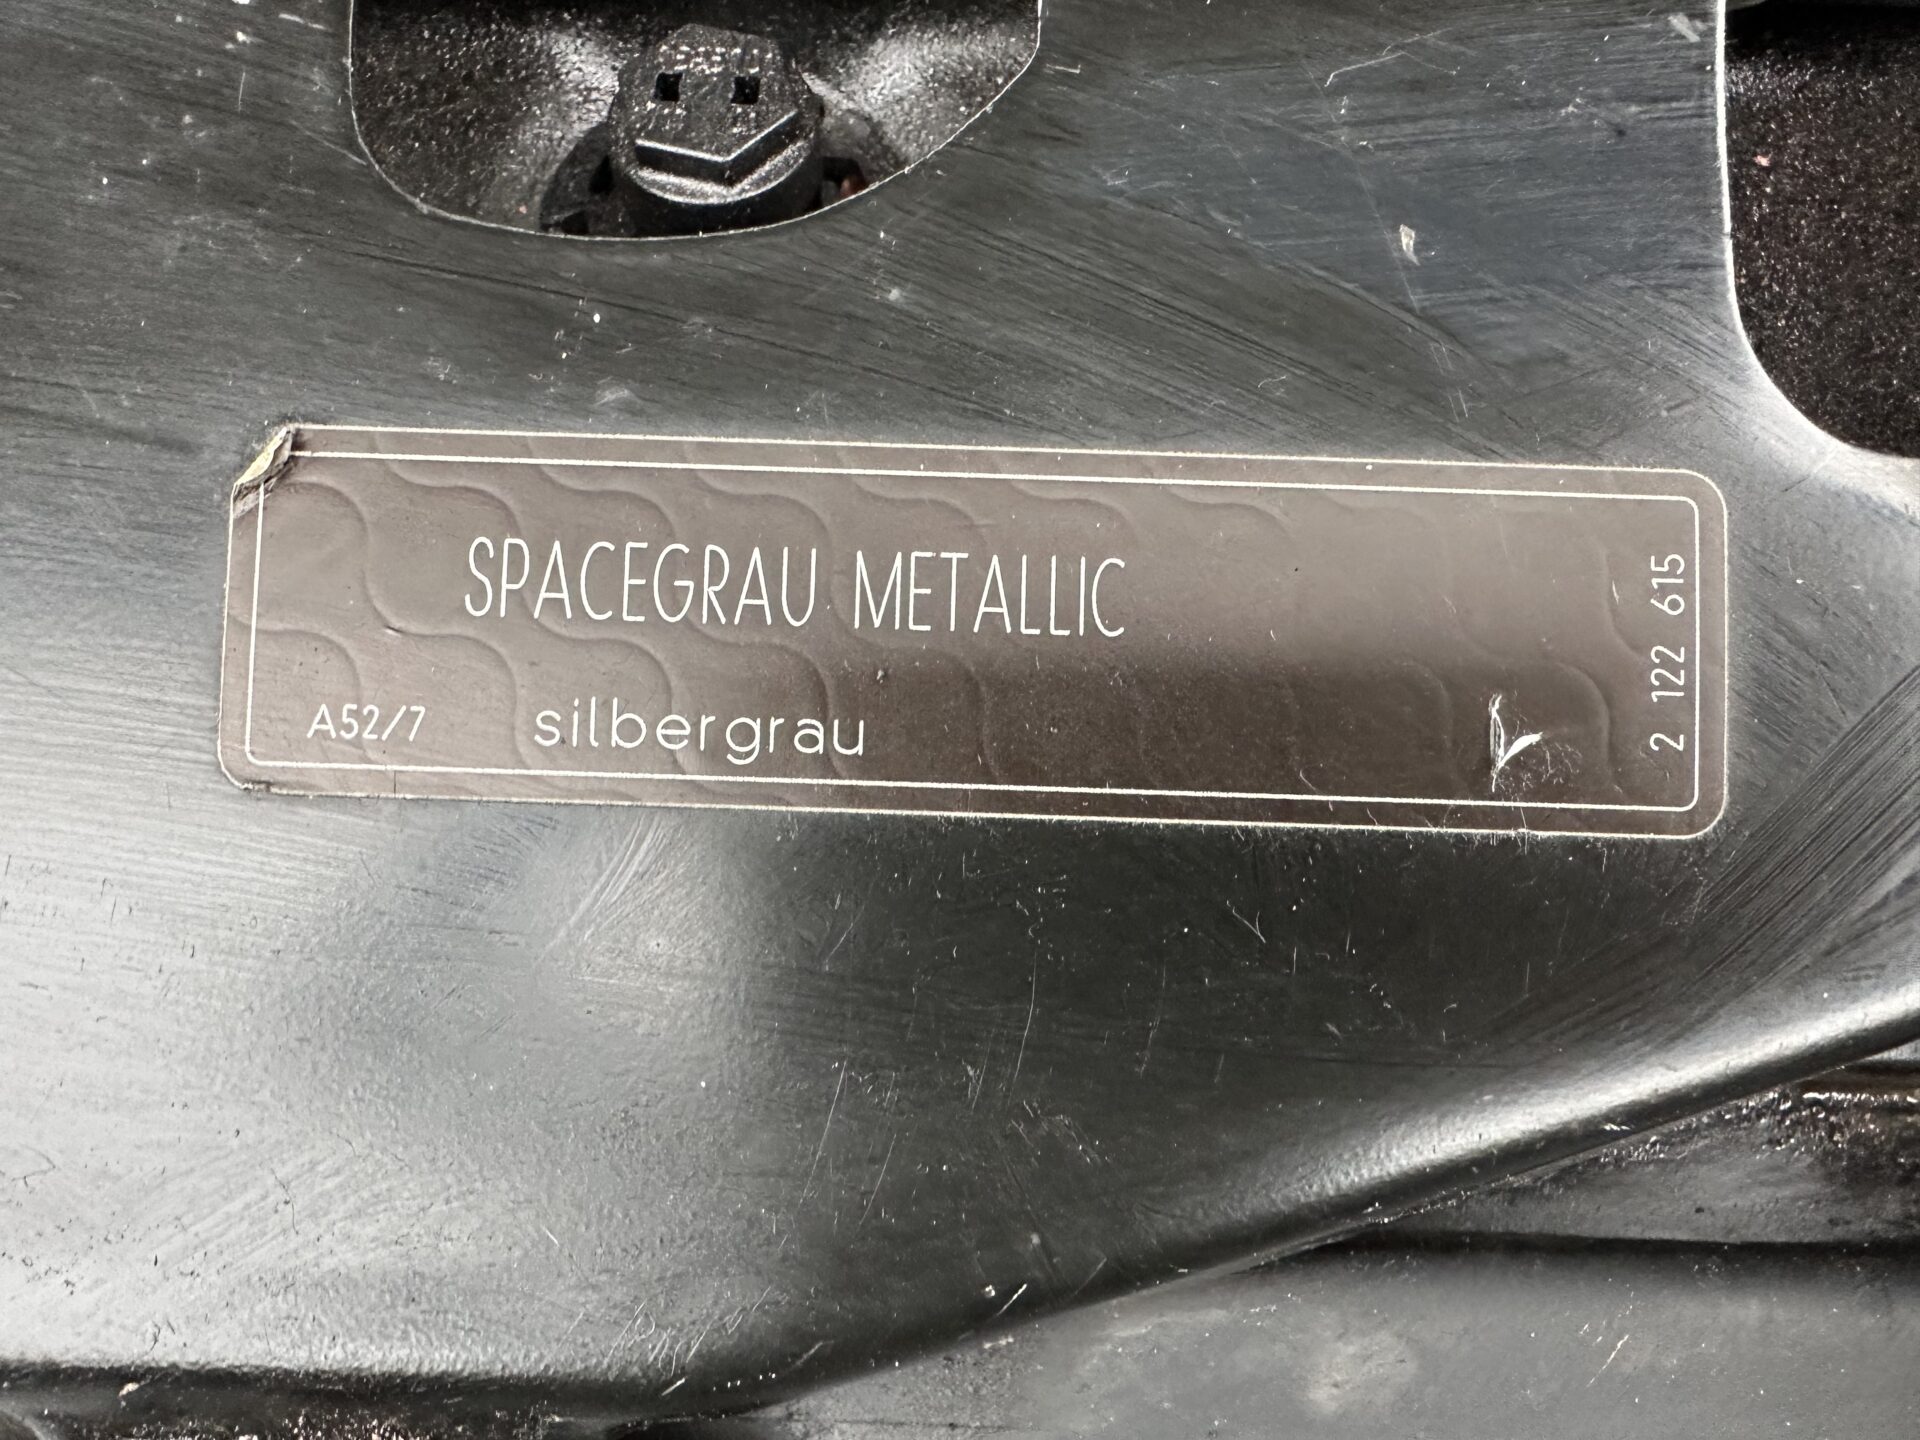 SPACEGRAU METALLIC
A52/7 silbergrau
2 122 615